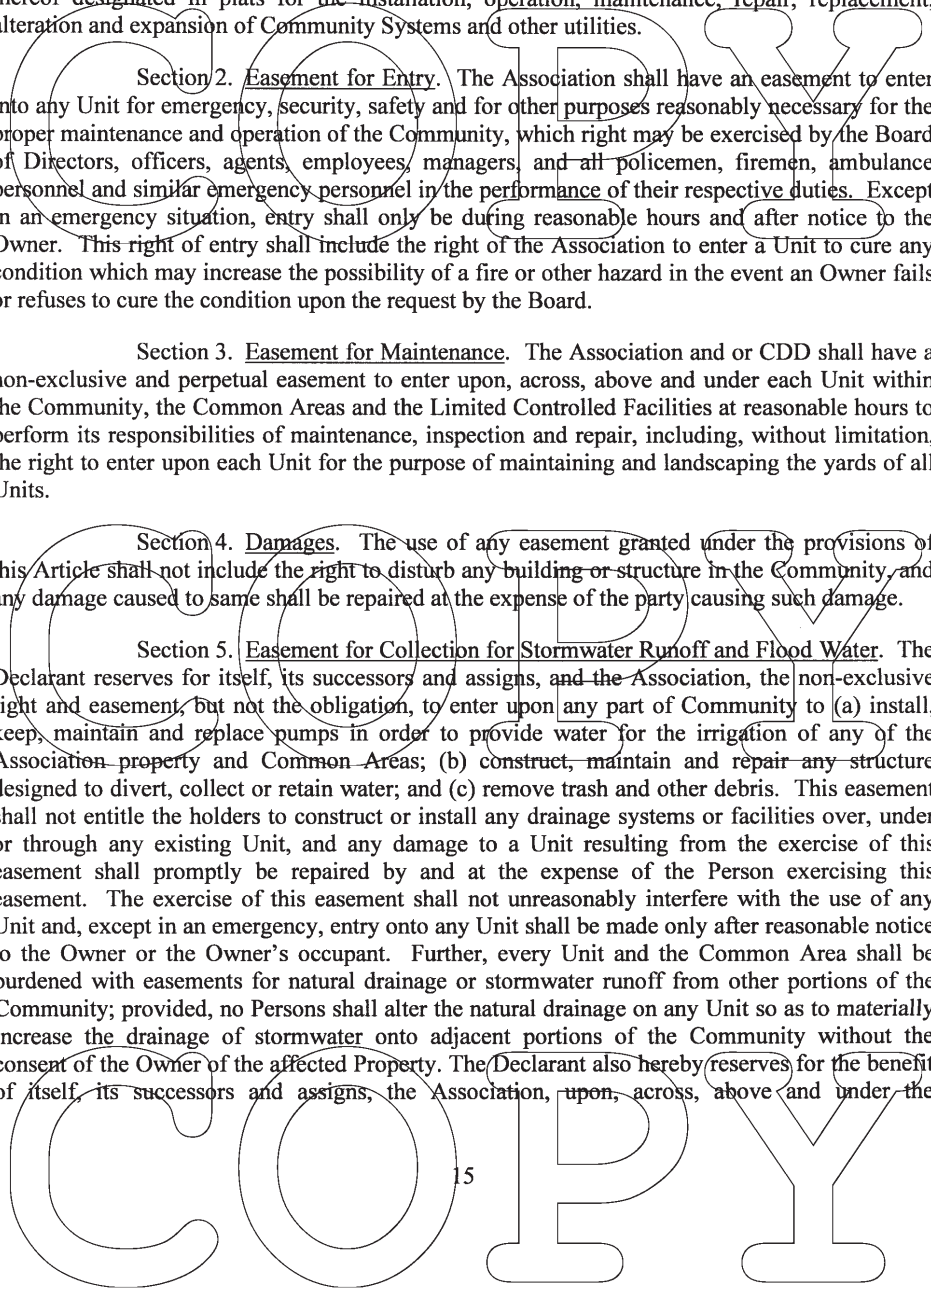 thereof designated in plats for the installation, operation, maintenance, repair, replacement,
alteration and expansion of Community Systems and other utilities.
Section 2. Easement for Entry. The Association shall have an easement to enter
into any Unit for emergency, security, safety and for other purposes reasonably necessary for the
proper maintenance and operation of the Community, which right may be exercised by the Board
of Directors, officers, agents, employees, managers, and all policemen, firemen, ambulance
personnel and similar emergency personnel in the performance of their respective duties. Except
in an emergency situation, entry shall only be during reasonable hours and after notice to the
Owner. This right of entry shall include the right of the Association to enter a Unit to cure any
condition which may increase the possibility of a fire or other hazard in the event an Owner fails
or refuses to cure the condition upon the request by the Board.
Section 3. Easement for Maintenance. The Association and or CDD shall have a
non-exclusive and perpetual easement to enter upon, across, above and under each Unit within
the Community, the Common Areas and the Limited Controlled Facilities at reasonable hours to
perform its responsibilities of maintenance, inspection and repair, including, without limitation,
the right to enter upon each Unit for the purpose of maintaining and landscaping the yards of all
Units.
Section 4. Damages. The use of any easement granted under the provisions of
this Article shall not include the right to disturb any building or structure in the Community, and
any damage caused to same shall be repaired at the expense of the party causing such damage.
Section 5. Easement for Collection for Stormwater Runoff and Flood Water. The
Declarant reserves for itself, its successors and assigns, and the Association, the non-exclusive
right and easement, but not the obligation, to enter upon any part of Community to (a) install,
keep, maintain and replace pumps in order to provide water for the irrigation of any of the
Association property and Common Areas; (b) construct, maintain and repair any structure
designed to divert, collect or retain water; and (c) remove trash and other debris. This easement
shall not entitle the holders to construct or install any drainage systems or facilities over, under
or through any existing Unit, and any damage to a Unit resulting from the exercise of this
easement shall promptly be repaired by and at the expense of the Person exercising this
easement. The exercise of this easement shall not unreasonably interfere with the use of any
Unit and, except in an emergency, entry onto any Unit shall be made only after reasonable notice
to the Owner or the Owner's occupant. Further, every Unit and the Common Area shall be
burdened with easements for natural drainage or stormwater runoff from other portions of the
Community; provided, no Persons shall alter the natural drainage on any Unit so as to materially
increase the drainage of stormwater onto adjacent portions of the Community without the
consent of the Owner of the affected Property. The Declarant also hereby reserves for the benefit
of itself, its successors and assigns, the Association, upon, across, above and under the
15
COPY
COPY
COPY